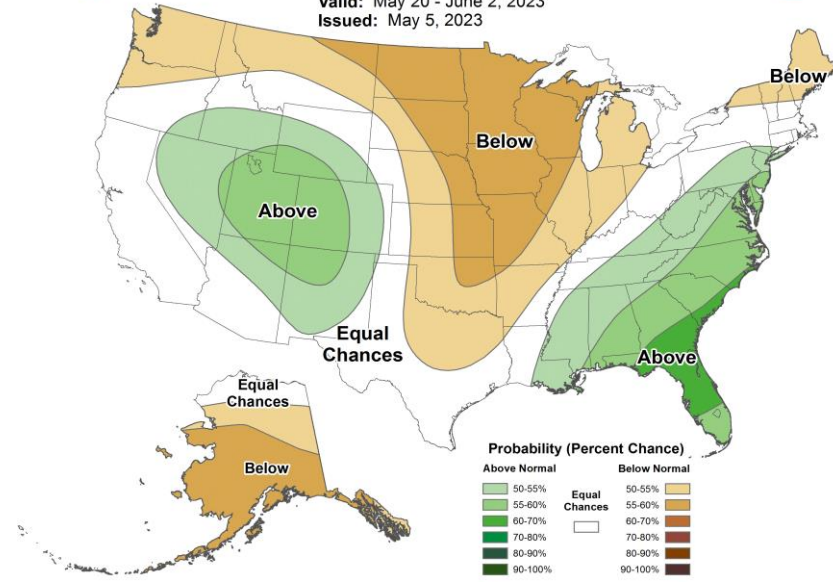 Valid: May 20 - June 2, 2023
Issued: May 5, 2023
Below
Below
Above
Equal
Chances
Above
Equal
Chances
Below
Probability (Percent Chance)
Above Normal
Below Normal
50-55%
55-60%
60-70%
70-80%
80-90%
90-100%
Equal
Chances
50-55%
55-60%
60-70%
70-80%
80-90%
90-100%